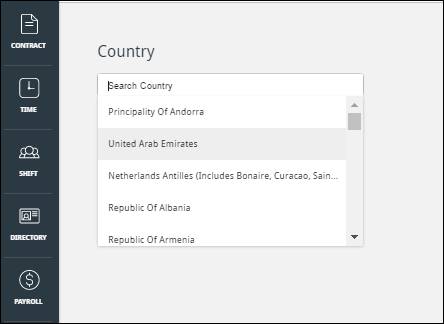 CONTRACT
TIME
SHIFT
DIRECTORY
PAYROLL
Country
Search Country
Principality Of Andorra
United Arab Emirates
Netherlands Antilles (Includes Bonaire, Curacao, Sain...
Republic Of Albania
Republic Of Armenia